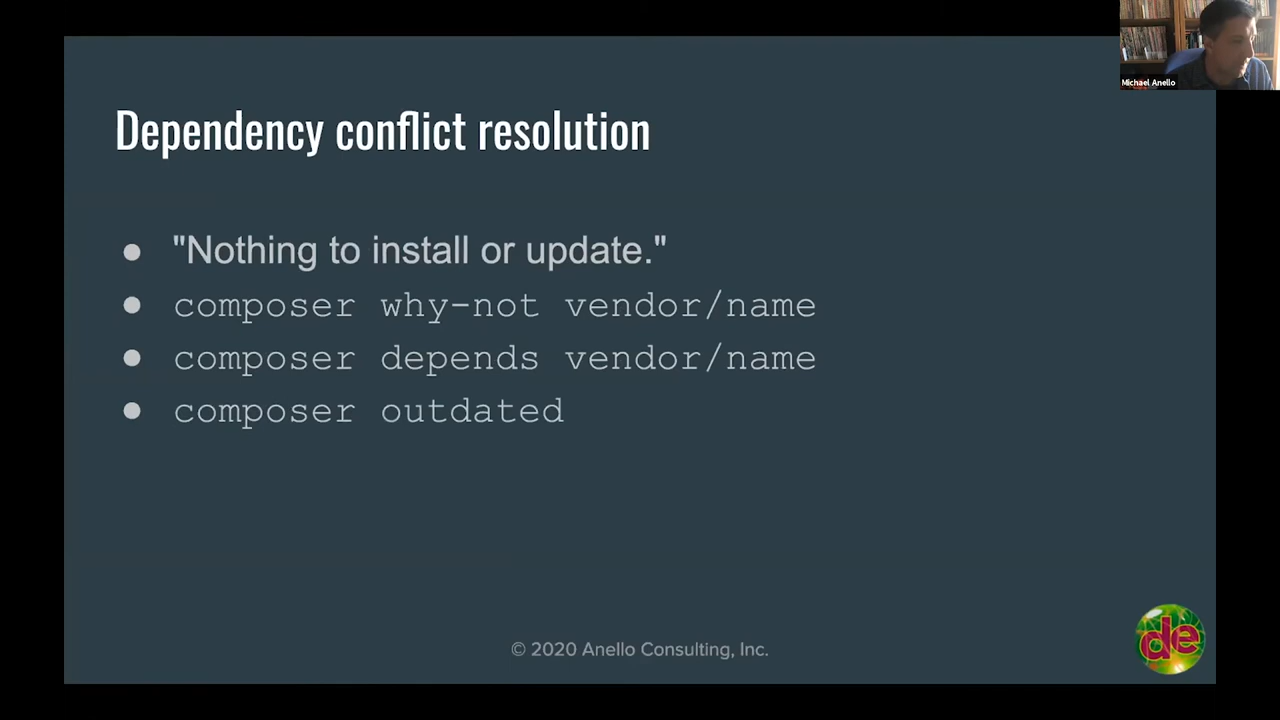 Michael Anello
Dependency conflict resolution
● "Nothing to install or update."
● composer why-not vendor/name
● composer depends vendor/name
● composer outdated
© 2020 Anello Consulting, Inc.
de